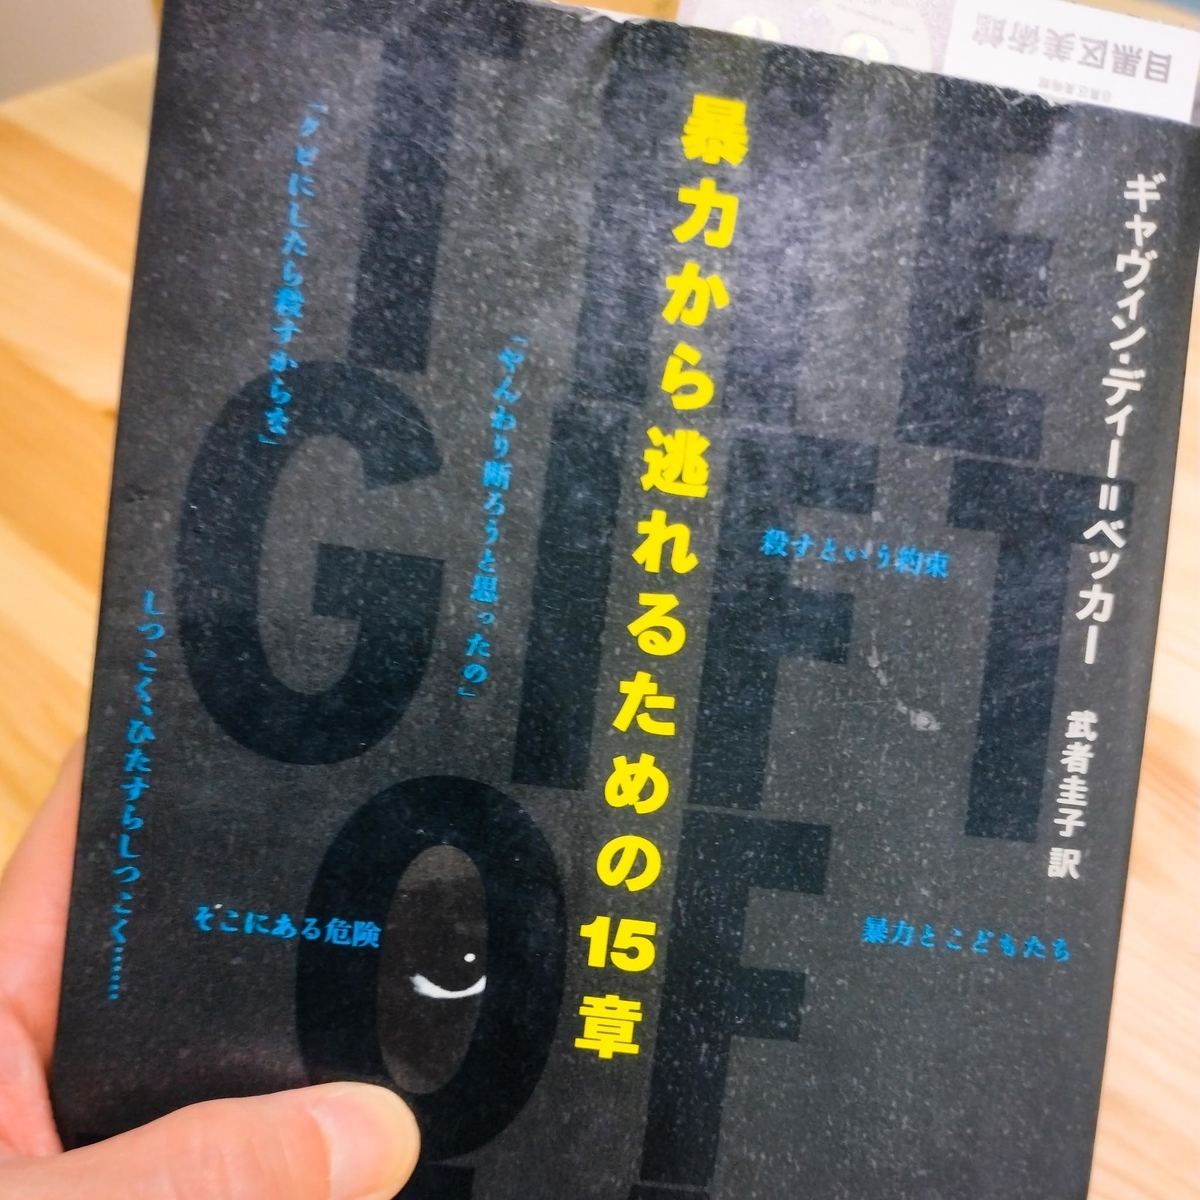 目黒区美術館
ギャヴィン・ディー=ベッカー 武者圭子 訳
暴力から逃れるための15章
THE
GIFT
OF
殺すという約束
暴力とこどもたち
「やんわり断ろうと思ったの」
「クビにしたら殺すからな」
そこにある危険
しつこく、ひたすらしつこく……